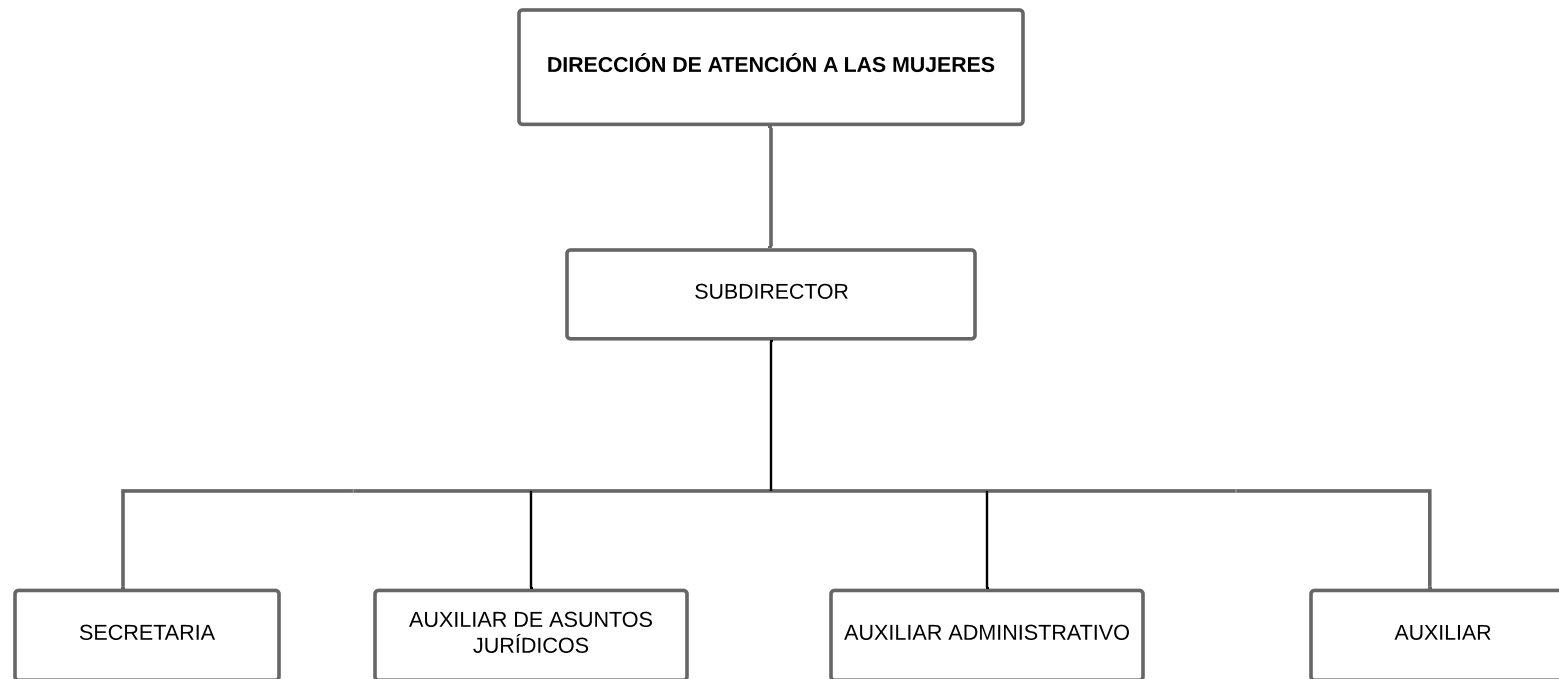 DIRECCIÓN DE ATENCIÓN A LAS MUJERES
SUBDIRECTOR
SECRETARIA
AUXILIAR DE ASUNTOS
JURÍDICOS
AUXILIAR ADMINISTRATIVO
AUXILIAR